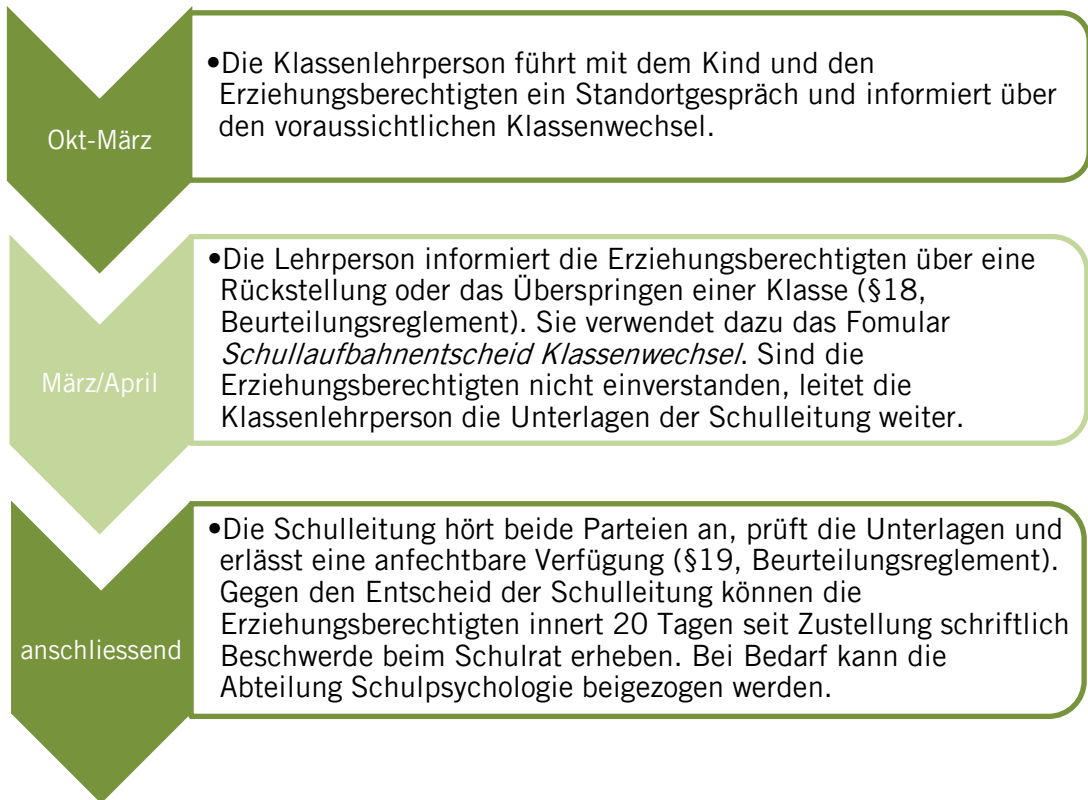 Okt-März
•Die Klassenlehrperson führt mit dem Kind und den
Erziehungsberechtigten ein Standortgespräch und informiert über
den voraussichtlichen Klassenwechsel.
März/April
•Die Lehrperson informiert die Erziehungsberechtigten über eine
Rückstellung oder das Überspringen einer Klasse (§18,
Beurteilungsreglement). Sie verwendet dazu das Fomular
Schullaufbahnentscheid Klassenwechsel. Sind die
Erziehungsberechtigten nicht einverstanden, leitet die
Klassenlehrperson die Unterlagen der Schulleitung weiter.
anschliessend
•Die Schulleitung hört beide Parteien an, prüft die Unterlagen und
erlässt eine anfechtbare Verfügung (§19, Beurteilungsreglement).
Gegen den Entscheid der Schulleitung können die
Erziehungsberechtigten innert 20 Tagen seit Zustellung schriftlich
Beschwerde beim Schulrat erheben. Bei Bedarf kann die
Abteilung Schulpsychologie beigezogen werden.